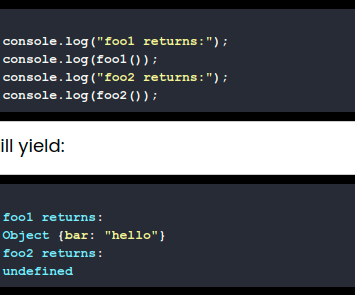 console.log("foo1 returns:");
console.log(foo1());
console.log("foo2 returns:");
console.log(foo2());
ill yield:
foo1 returns:
Object {bar: "hello"}
foo2 returns:
undefined